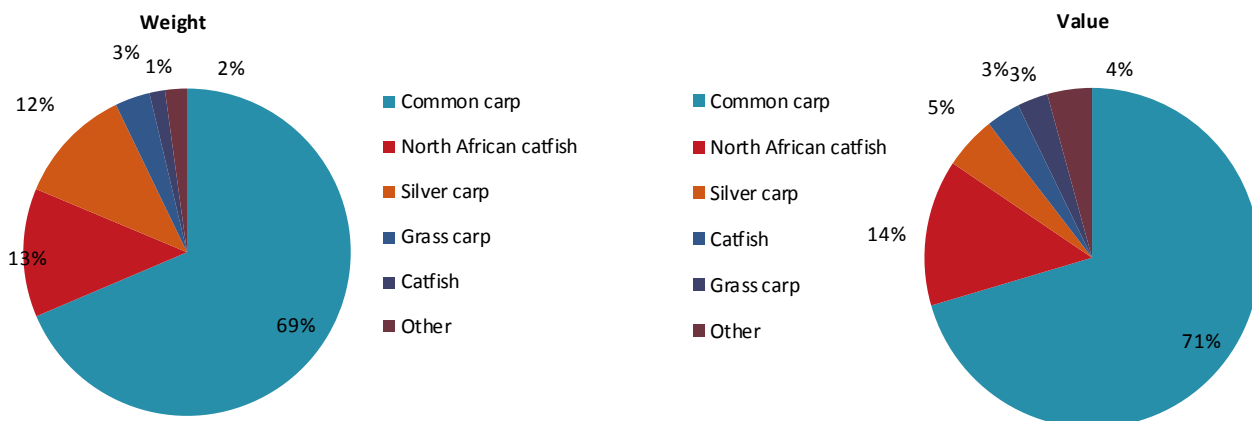 Weight
3%
1%
2%
12%
13%
69%
Common carp
North African catfish
Silver carp
Grass carp
Catfish
Other
Value
3%
3%
4%
5%
14%
71%
Common carp
North African catfish
Silver carp
Catfish
Grass carp
Other